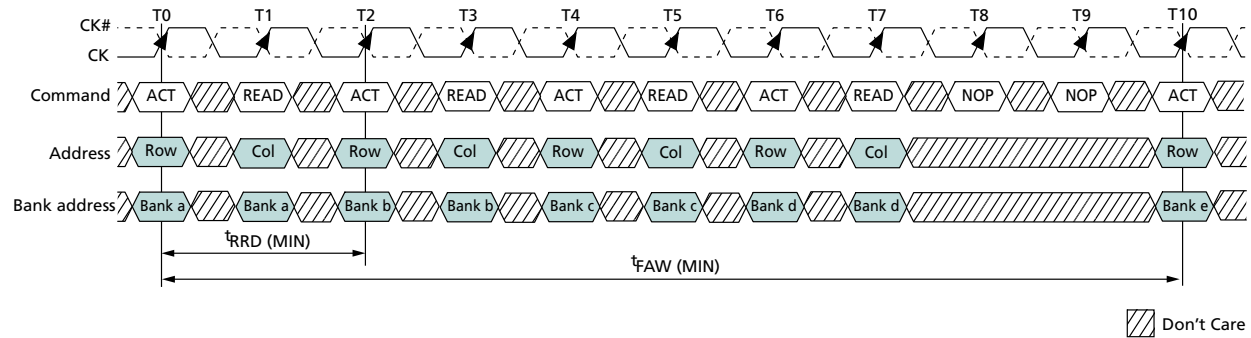 T0 T1 T2 T3 T4 T5 T6 T7 T8 T9 T10
CK#
CK
Command ACT READ ACT READ ACT READ ACT READ NOP NOP ACT
Address Row Col Row Col Row Col Row Col Row
Bank address Bank a Bank a Bank b Bank b Bank c Bank c Bank d Bank d Bank e
tRRD (MIN)
tFAW (MIN)
Don't Care